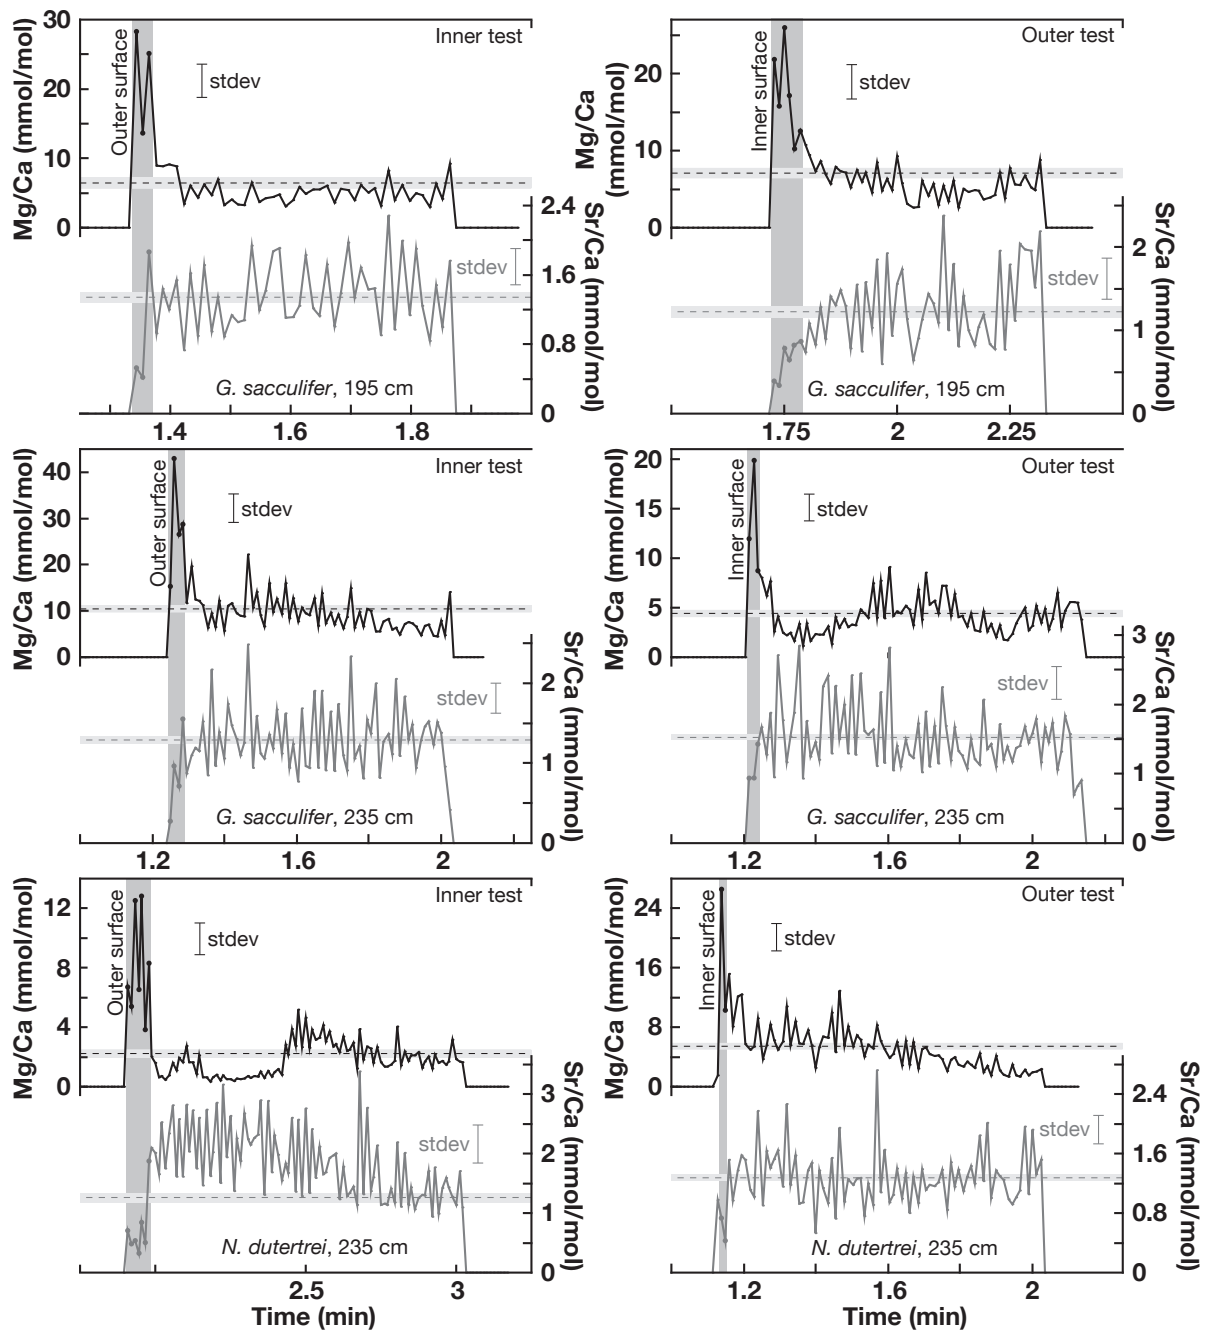 30
20
10
0
Mg/Ca (mmol/mol)
Outer surface
stdev
Inner test
2.4
1.6
0.8
0
Sr/Ca (mmol/mol)
stdev
G. sacculifer, 195 cm
1.4
1.6
1.8
20
10
0
Mg/Ca
(mmol/mol)
Inner surface
stdev
Outer test
2
1
0
Sr/Ca (mmol/mol)
stdev
G. sacculifer, 195 cm
1.75
2
2.25
40
30
20
10
0
Mg/Ca (mmol/mol)
Outer surface
stdev
Inner test
2
1
0
Sr/Ca (mmol/mol)
stdev
G. sacculifer, 235 cm
1.2
1.6
2
20
15
10
5
0
Mg/Ca (mmol/mol)
Inner surface
stdev
Outer test
3
2
1
0
Sr/Ca (mmol/mol)
stdev
G. sacculifer, 235 cm
1.2
1.6
2
12
8
4
0
Mg/Ca (mmol/mol)
Outer surface
stdev
Inner test
3
2
1
0
Sr/Ca (mmol/mol)
stdev
N. dutertrei, 235 cm
2.5
3
Time (min)
24
16
8
0
Mg/Ca (mmol/mol)
Inner surface
stdev
Outer test
2.4
1.6
0.8
0
Sr/Ca (mmol/mol)
stdev
N. dutertrei, 235 cm
1.2
1.6
2
Time (min)